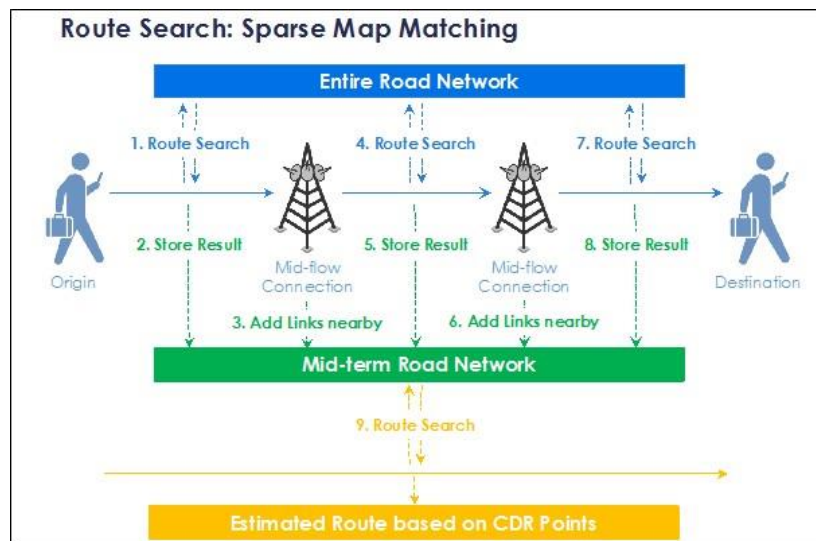 Route Search: Sparse Map Matching
Entire Road Network
1. Route Search
4. Route Search
7. Route Search
2. Store Result
5. Store Result
8. Store Result
Origin
Mid-flow
Connection
Mid-flow
Connection
Destination
3. Add Links nearby
6. Add Links nearby
Mid-term Road Network
9. Route Search
Estimated Route based on CDR Points